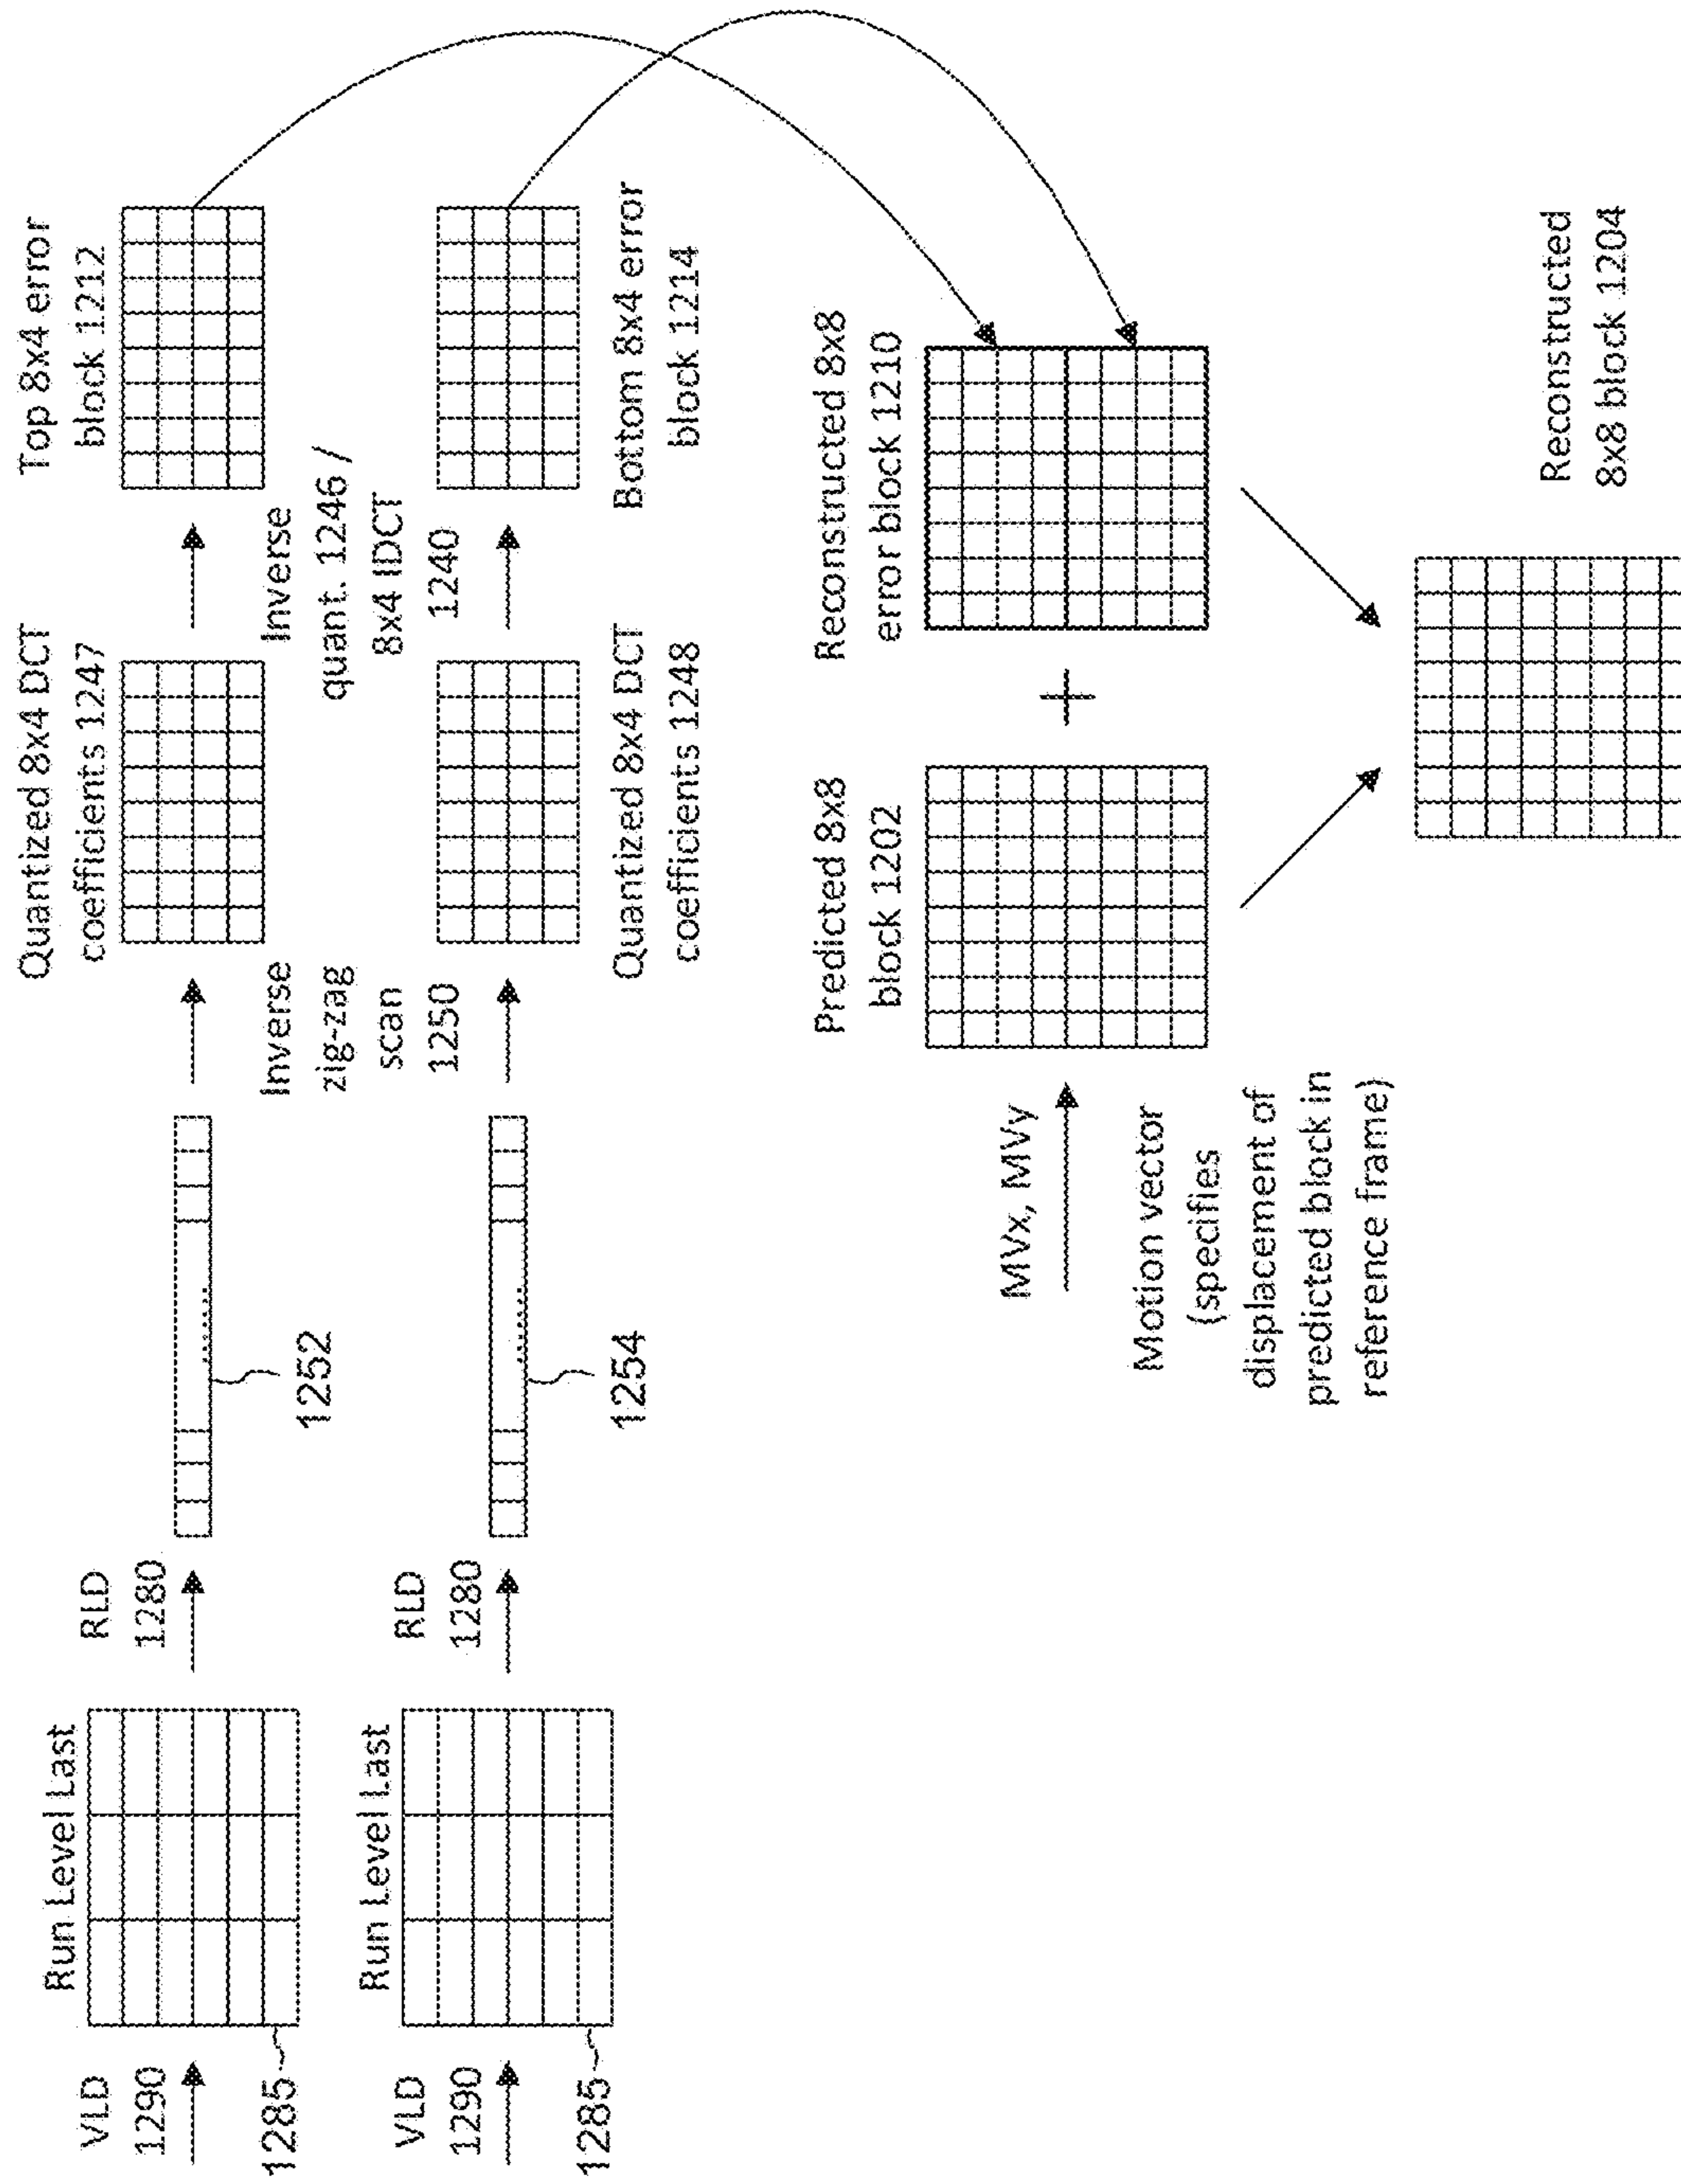 VLD
1290
Run Level Last
1285
RLD
1280
1252
Inverse
zig-zag
scan
1250
Quantized 8x4 DCT
coefficients 1247
Inverse
quant. 1246 /
8x4 IDCT
1240
Top 8x4 error
block 1212
VLD
1290
Run Level Last
1285
RLD
1280
1254
Quantized 8x4 DCT
coefficients 1248
Bottom 8x4 error
block 1214
MVx, MVy
Motion vector
(specifies
displacement of
predicted block in
reference frame)
Predicted 8x8
block 1202
+
Reconstructed 8x8
error block 1210
Reconstructed
8x8 block 1204